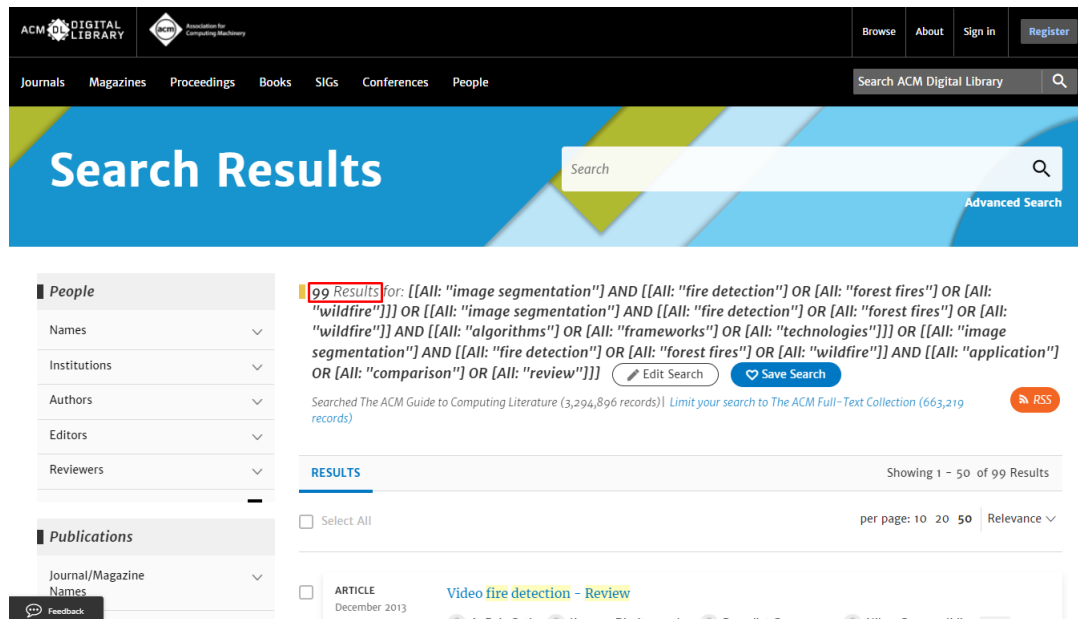 ACM DL DIGITAL LIBRARY
acm Association for Computing Machinery
Browse About Sign in Register
Journals Magazines Proceedings Books SIGs Conferences People
Search ACM Digital Library
Search Results
Search
Advanced Search
People
Names
Institutions
Authors
Editors
Reviewers
Publications
Journal/Magazine
Names
Feedback
99 Results for: [[All: "image segmentation"] AND [[All: "fire detection"] OR [All: "forest fires"] OR [All:
"wildfire"]]] OR [[All: "image segmentation"] AND [[All: "fire detection"] OR [All: "forest fires"] OR [All:
"wildfire"]] AND [[All: "algorithms"] OR [All: "frameworks"] OR [All: "technologies"]]] OR [[All: "image
segmentation"] AND [[All: "fire detection"] OR [All: "forest fires"] OR [All: "wildfire"]] AND [[All: "application"]
OR [All: "comparison"] OR [All: "review"]]] Edit Search Save Search
Searched The ACM Guide to Computing Literature (3,294,896 records)| Limit your search to The ACM Full-Text Collection (663,219
records)
RSS
RESULTS
Showing 1 - 50 of 99 Results
Select All
per page: 10 20 50 Relevance
ARTICLE
December 2013
Video fire detection - Review